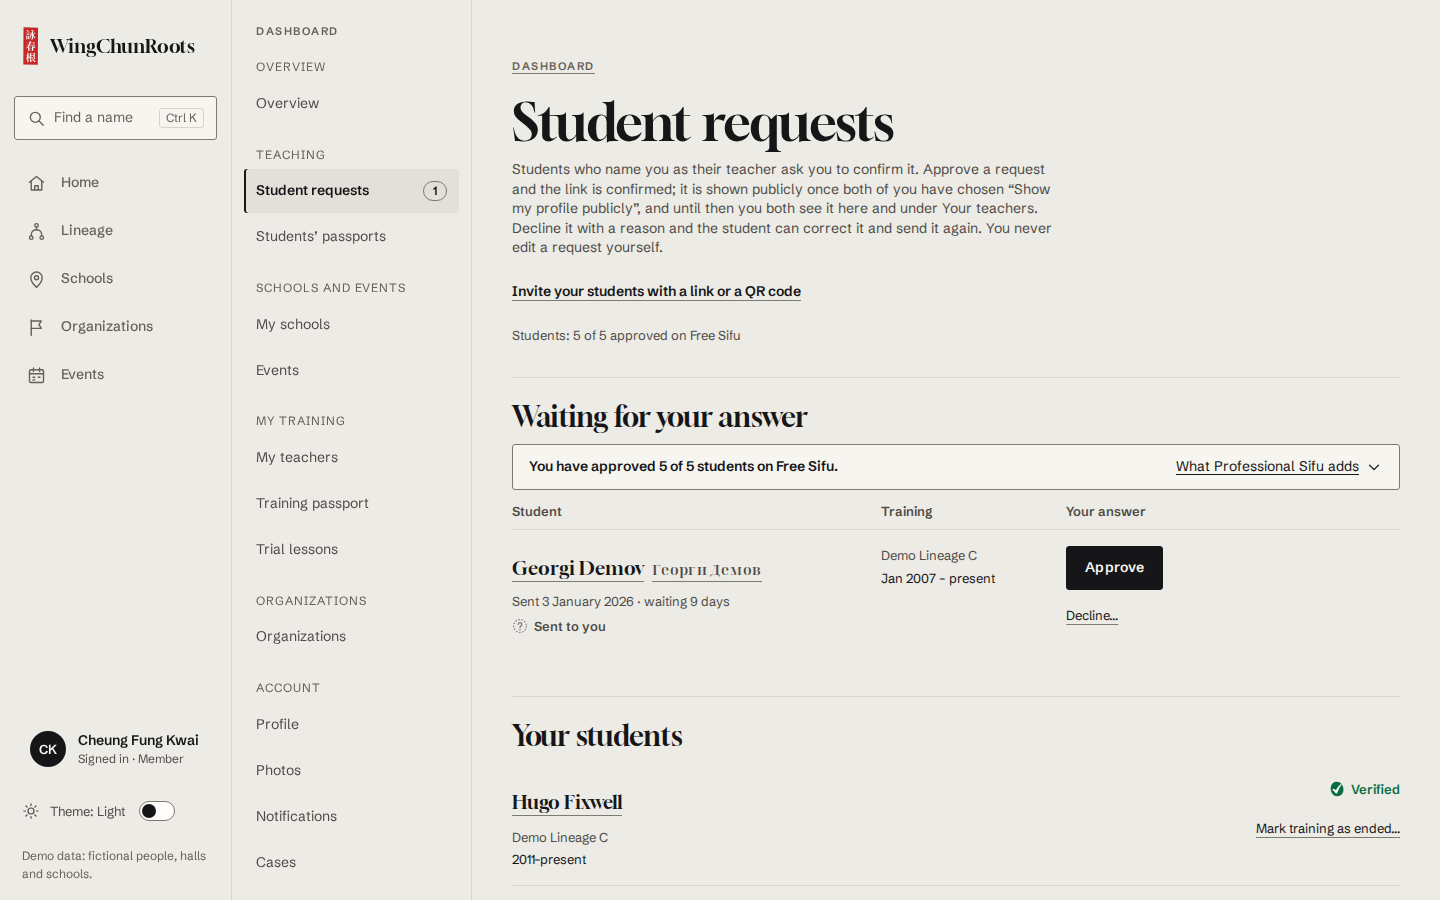 詠春根
WingChunRoots
Find a name
Ctrl K
Home
Lineage
Schools
Organizations
Events
CK
Cheung Fung Kwai
Signed in · Member
Theme: Light
Demo data: fictional people, halls
and schools.
DASHBOARD
OVERVIEW
Overview
TEACHING
Student requests 1
Students’ passports
SCHOOLS AND EVENTS
My schools
Events
MY TRAINING
My teachers
Training passport
Trial lessons
ORGANIZATIONS
Organizations
ACCOUNT
Profile
Photos
Notifications
Cases
DASHBOARD
Student requests
Students who name you as their teacher ask you to confirm it. Approve a request
and the link is confirmed; it is shown publicly once both of you have chosen “Show
my profile publicly”, and until then you both see it here and under Your teachers.
Decline it with a reason and the student can correct it and send it again. You never
edit a request yourself.
Invite your students with a link or a QR code
Students: 5 of 5 approved on Free Sifu
Waiting for your answer
You have approved 5 of 5 students on Free Sifu.
What Professional Sifu adds
Student Training Your answer
Georgi Demov Георги Демов
Sent 3 January 2026 · waiting 9 days
Sent to you
Demo Lineage C
Jan 2007 – present
Approve
Decline…
Your students
Hugo Fixwell
Demo Lineage C
2011–present
Verified
Mark training as ended…